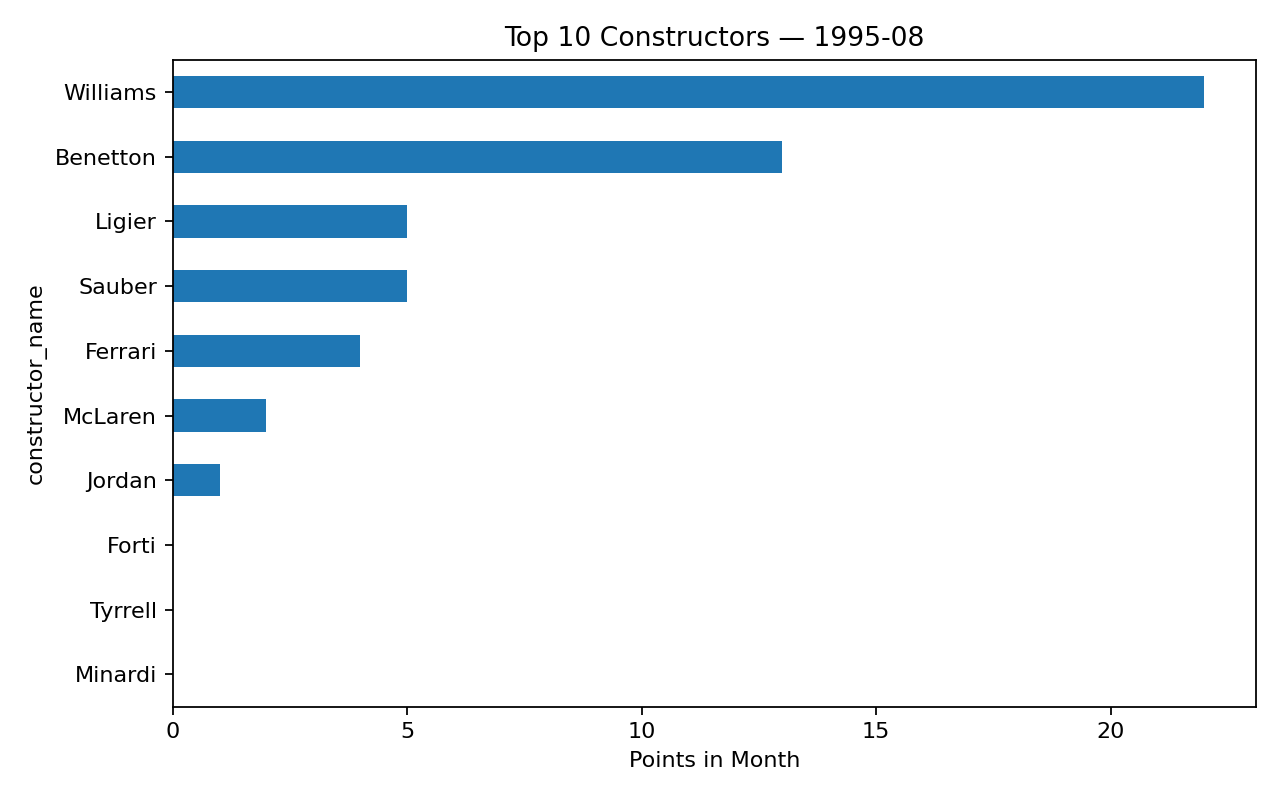 Top 10 Constructors — 1995-08
Williams
Benetton
Ligier
Sauber
Ferrari
McLaren
Jordan
Forti
Tyrrell
Minardi
constructor_name
0 5 10 15 20
Points in Month